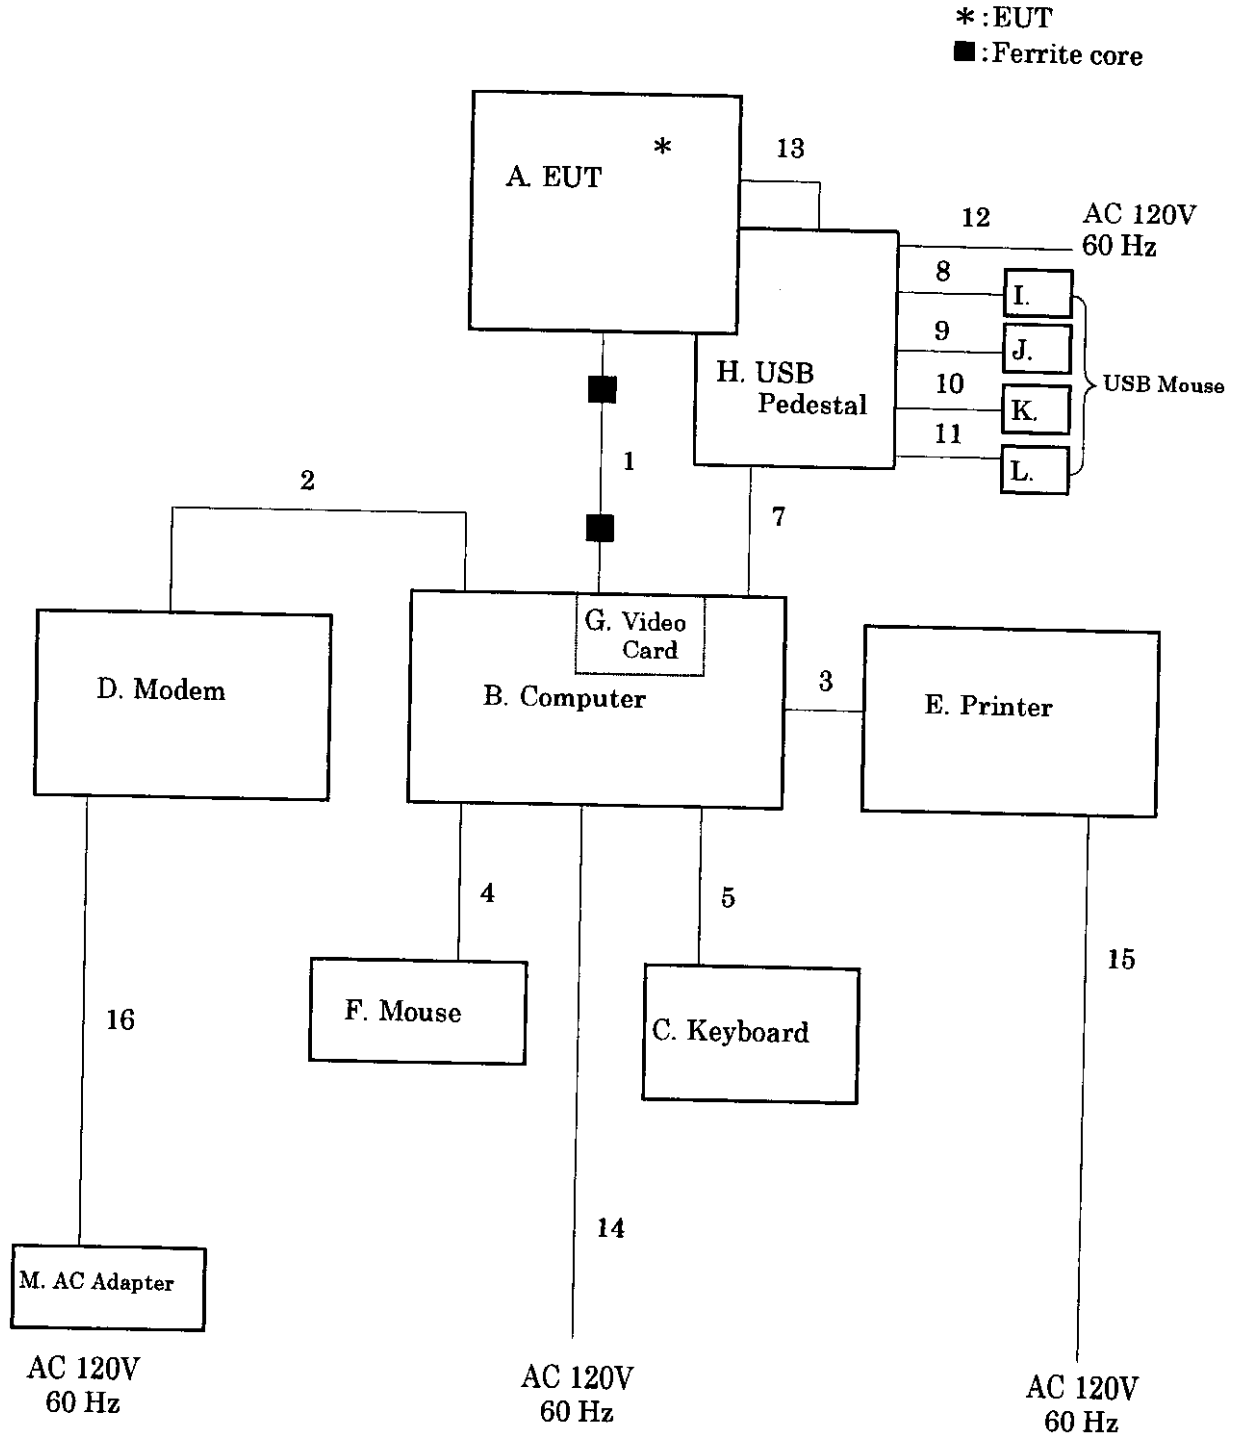 * :EUT
■ :Ferrite core
*
13
A. EUT
12
AC 120V
60 Hz
8
I.
9
J.
H. USB
Pedestal
10
USB Mouse
K.
11
L.
1
2
7
G. Video
Card
D. Modem
B. Computer
3
E. Printer
4
5
15
16
F. Mouse
C. Keyboard
14
M. AC Adapter
AC 120V
60 Hz
AC 120V
60 Hz
AC 120V
60 Hz